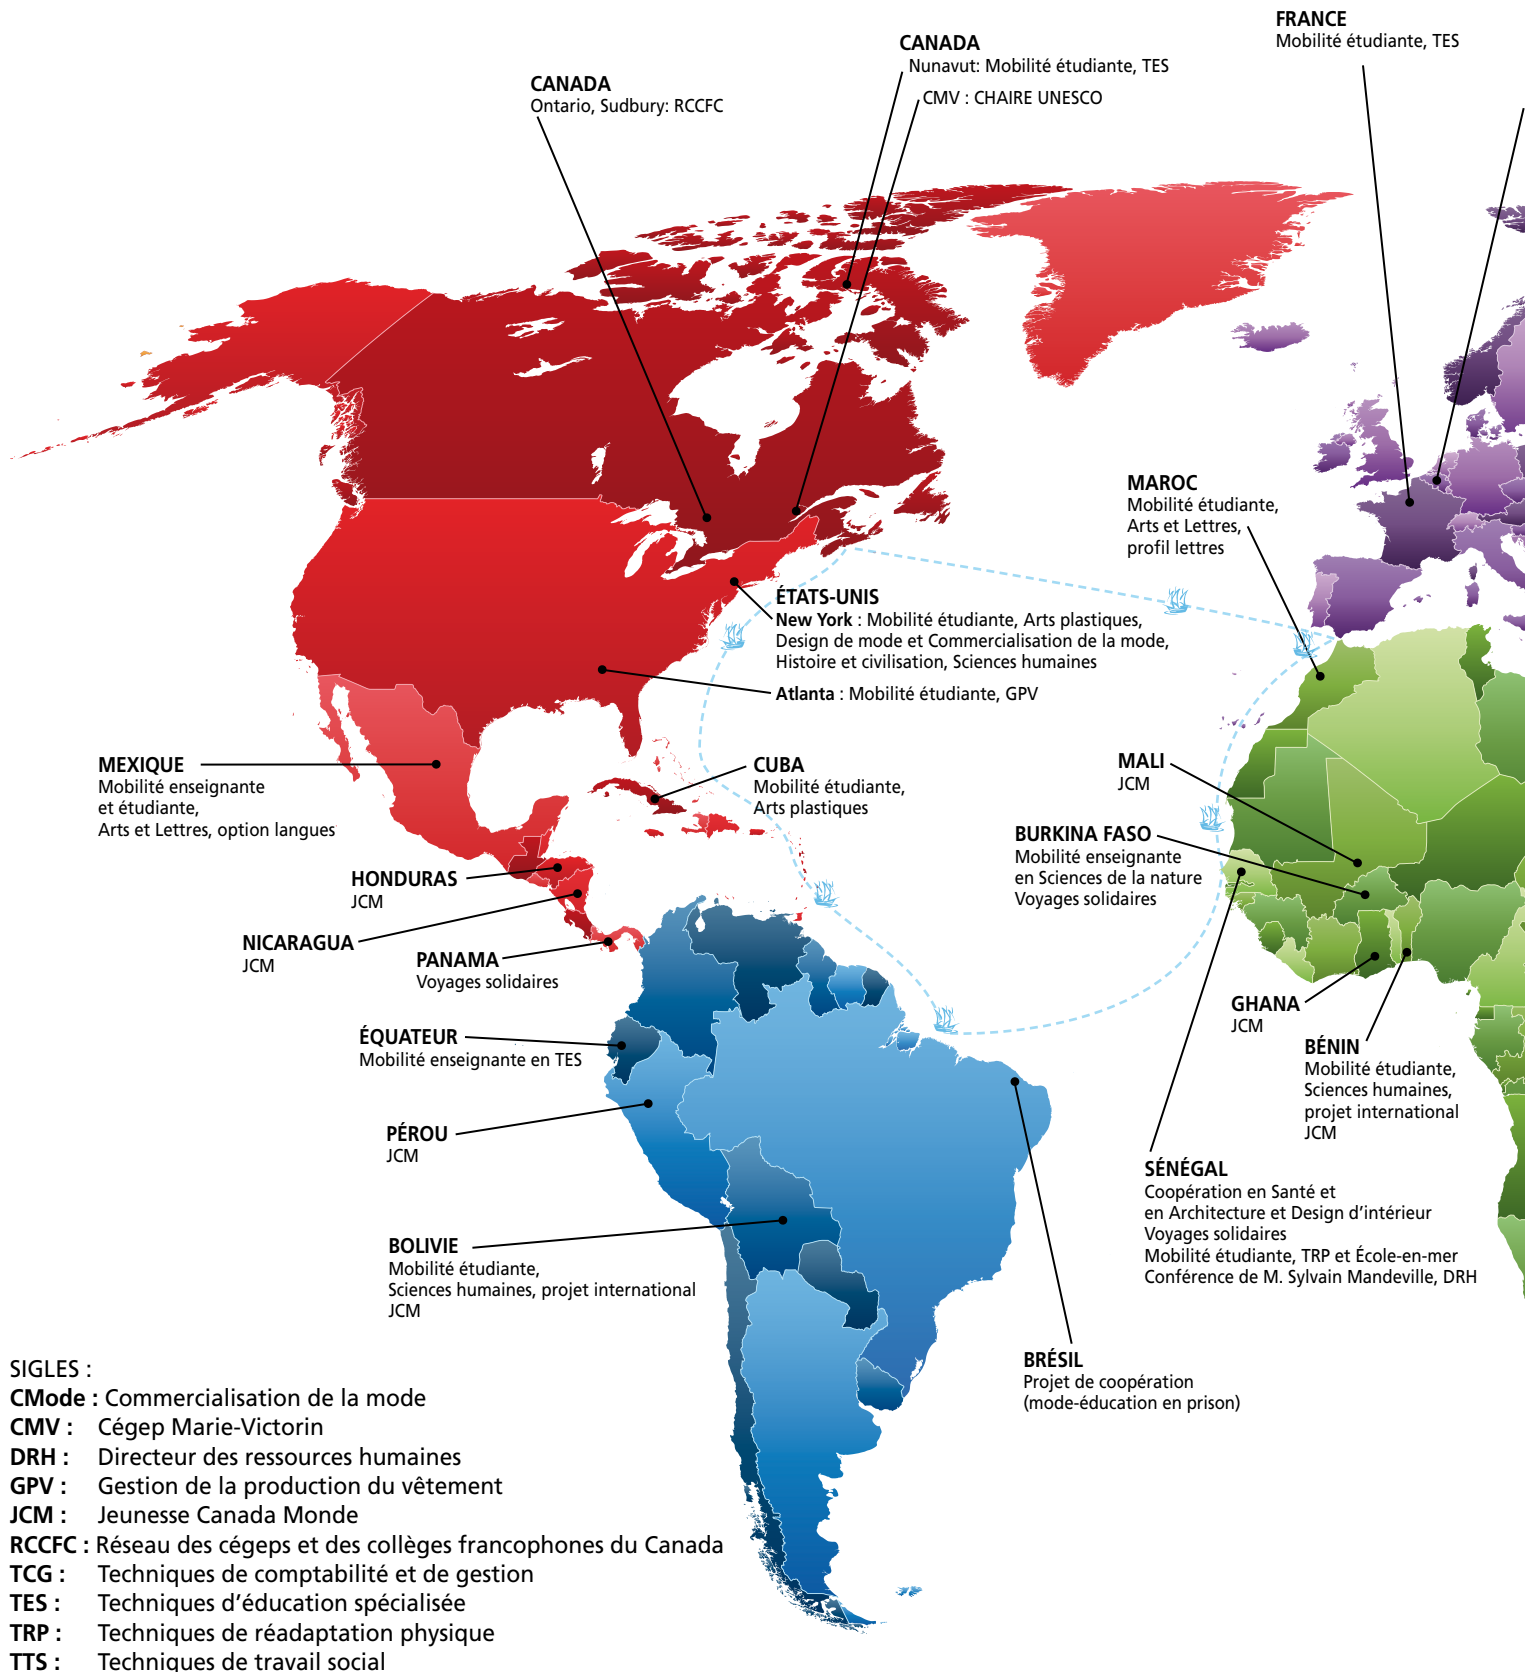 FRANCE
Mobilité étudiante, TES
CANADA
Nunavut: Mobilité étudiante, TES
CMV : CHAIRE UNESCO
CANADA
Ontario, Sudbury: RCCFC
MAROC
Mobilité étudiante,
Arts et Lettres,
profil lettres
ÉTATS-UNIS
New York : Mobilité étudiante, Arts plastiques,
Design de mode et Commercialisation de la mode,
Histoire et civilisation, Sciences humaines
Atlanta : Mobilité étudiante, GPV
MEXIQUE
Mobilité enseignante
et étudiante,
Arts et Lettres, option langues
CUBA
Mobilité étudiante,
Arts plastiques
MALI
JCM
BURKINA FASO
Mobilité enseignante
en Sciences de la nature
Voyages solidaires
HONDURAS
JCM
NICARAGUA
JCM
PANAMA
Voyages solidaires
GHANA
JCM
ÉQUATEUR
Mobilité enseignante en TES
BÉNIN
Mobilité étudiante,
Sciences humaines,
projet international
JCM
PÉROU
JCM
SÉNÉGAL
Coopération en Santé et
en Architecture et Design d'intérieur
Voyages solidaires
Mobilité étudiante, TRP et École-en-mer
Conférence de M. Sylvain Mandeville, DRH
BOLIVIE
Mobilité étudiante,
Sciences humaines, projet international
JCM
BRÉSIL
Projet de coopération
(mode-éducation en prison)
SIGLES :
CMode : Commercialisation de la mode
CMV : Cégep Marie-Victorin
DRH : Directeur des ressources humaines
GPV : Gestion de la production du vêtement
JCM : Jeunesse Canada Monde
RCCFC : Réseau des cégeps et des collèges francophones du Canada
TCG : Techniques de comptabilité et de gestion
TES : Techniques d'éducation spécialisée
TRP : Techniques de réadaptation physique
TTS : Techniques de travail social